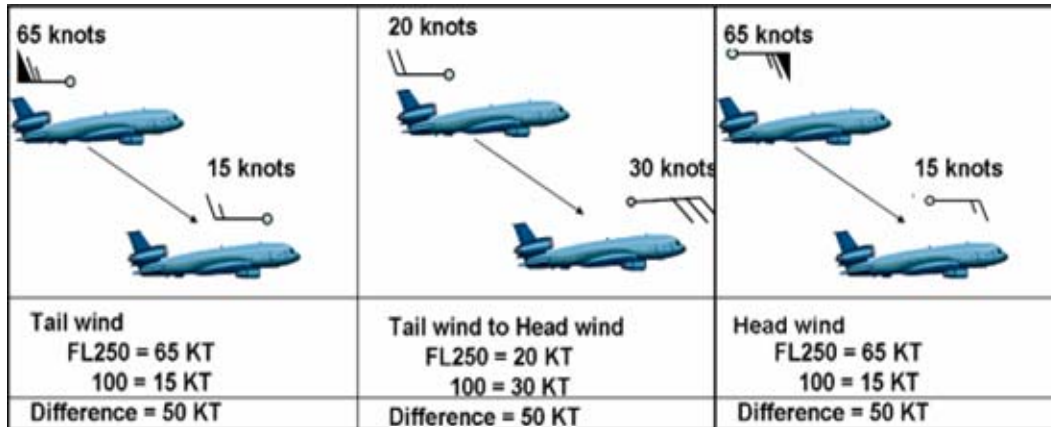 65 knots
15 knots
Tail wind
FL250 = 65 KT
100 = 15 KT
Difference = 50 KT
20 knots
30 knots
Tail wind to Head wind
FL250 = 20 KT
100 = 30 KT
Difference = 50 KT
65 knots
15 knots
Head wind
FL250 = 65 KT
100 = 15 KT
Difference = 50 KT